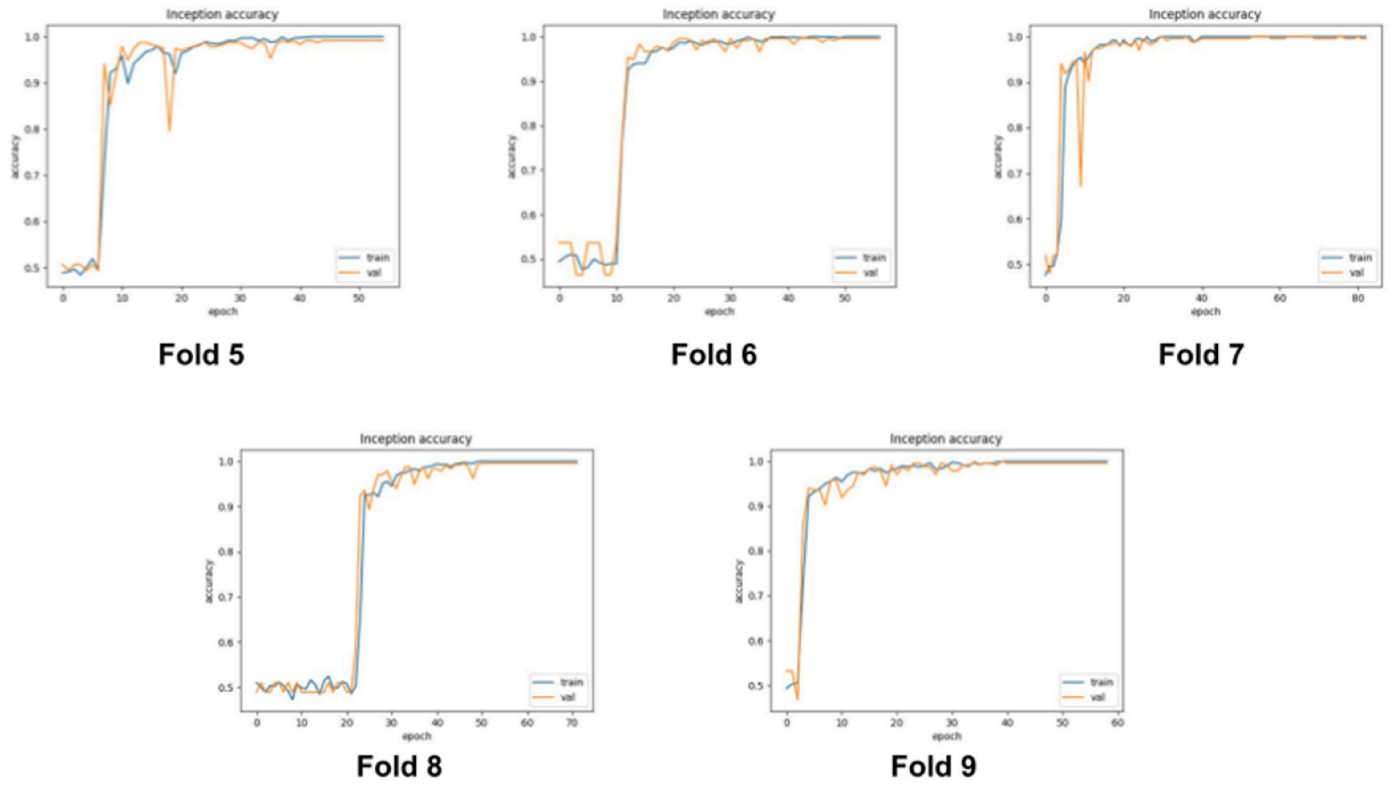 Inception accuracy
1.0
0.9
0.8
0.7
0.6
0.5
accuracy
train
val
0 10 20 30 40 50
epoch
Fold 5
Inception accuracy
1.0
0.9
0.8
0.7
0.6
0.5
accuracy
train
val
0 10 20 30 40 50
epoch
Fold 6
Inception accuracy
1.0
0.9
0.8
0.7
0.6
0.5
accuracy
train
val
0 20 40 60 80
epoch
Fold 7
Inception accuracy
1.0
0.9
0.8
0.7
0.6
0.5
accuracy
train
val
0 10 20 30 40 50 60 70
epoch
Fold 8
Inception accuracy
1.0
0.9
0.8
0.7
0.6
0.5
accuracy
train
val
0 10 20 30 40 50 60
epoch
Fold 9